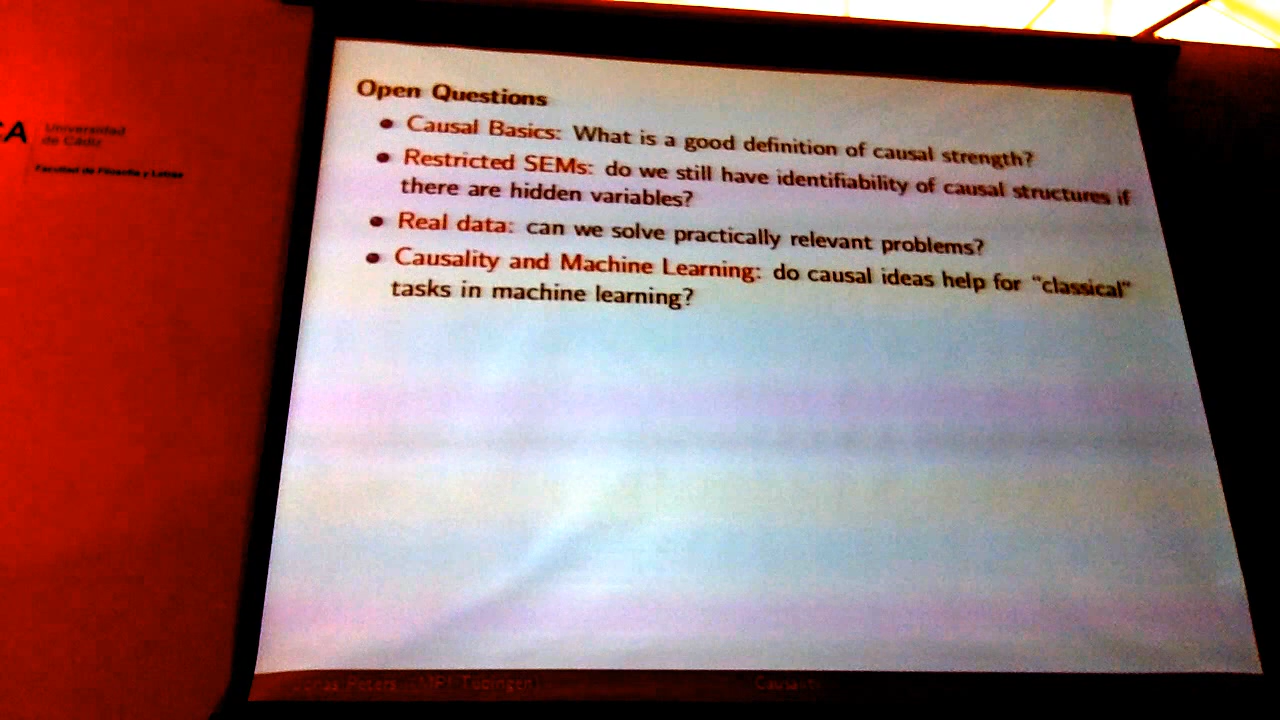 CA
Universidad
de Cádiz
Facultad de Filosofía y Letras
Open Questions
• Causal Basics: What is a good definition of causal strength?
• Restricted SEMs: do we still have identifiability of causal structures if
there are hidden variables?
• Real data: can we solve practically relevant problems?
• Causality and Machine Learning: do causal ideas help for "classical"
tasks in machine learning?
Jonas Peters (MPI Tübingen)
Causality